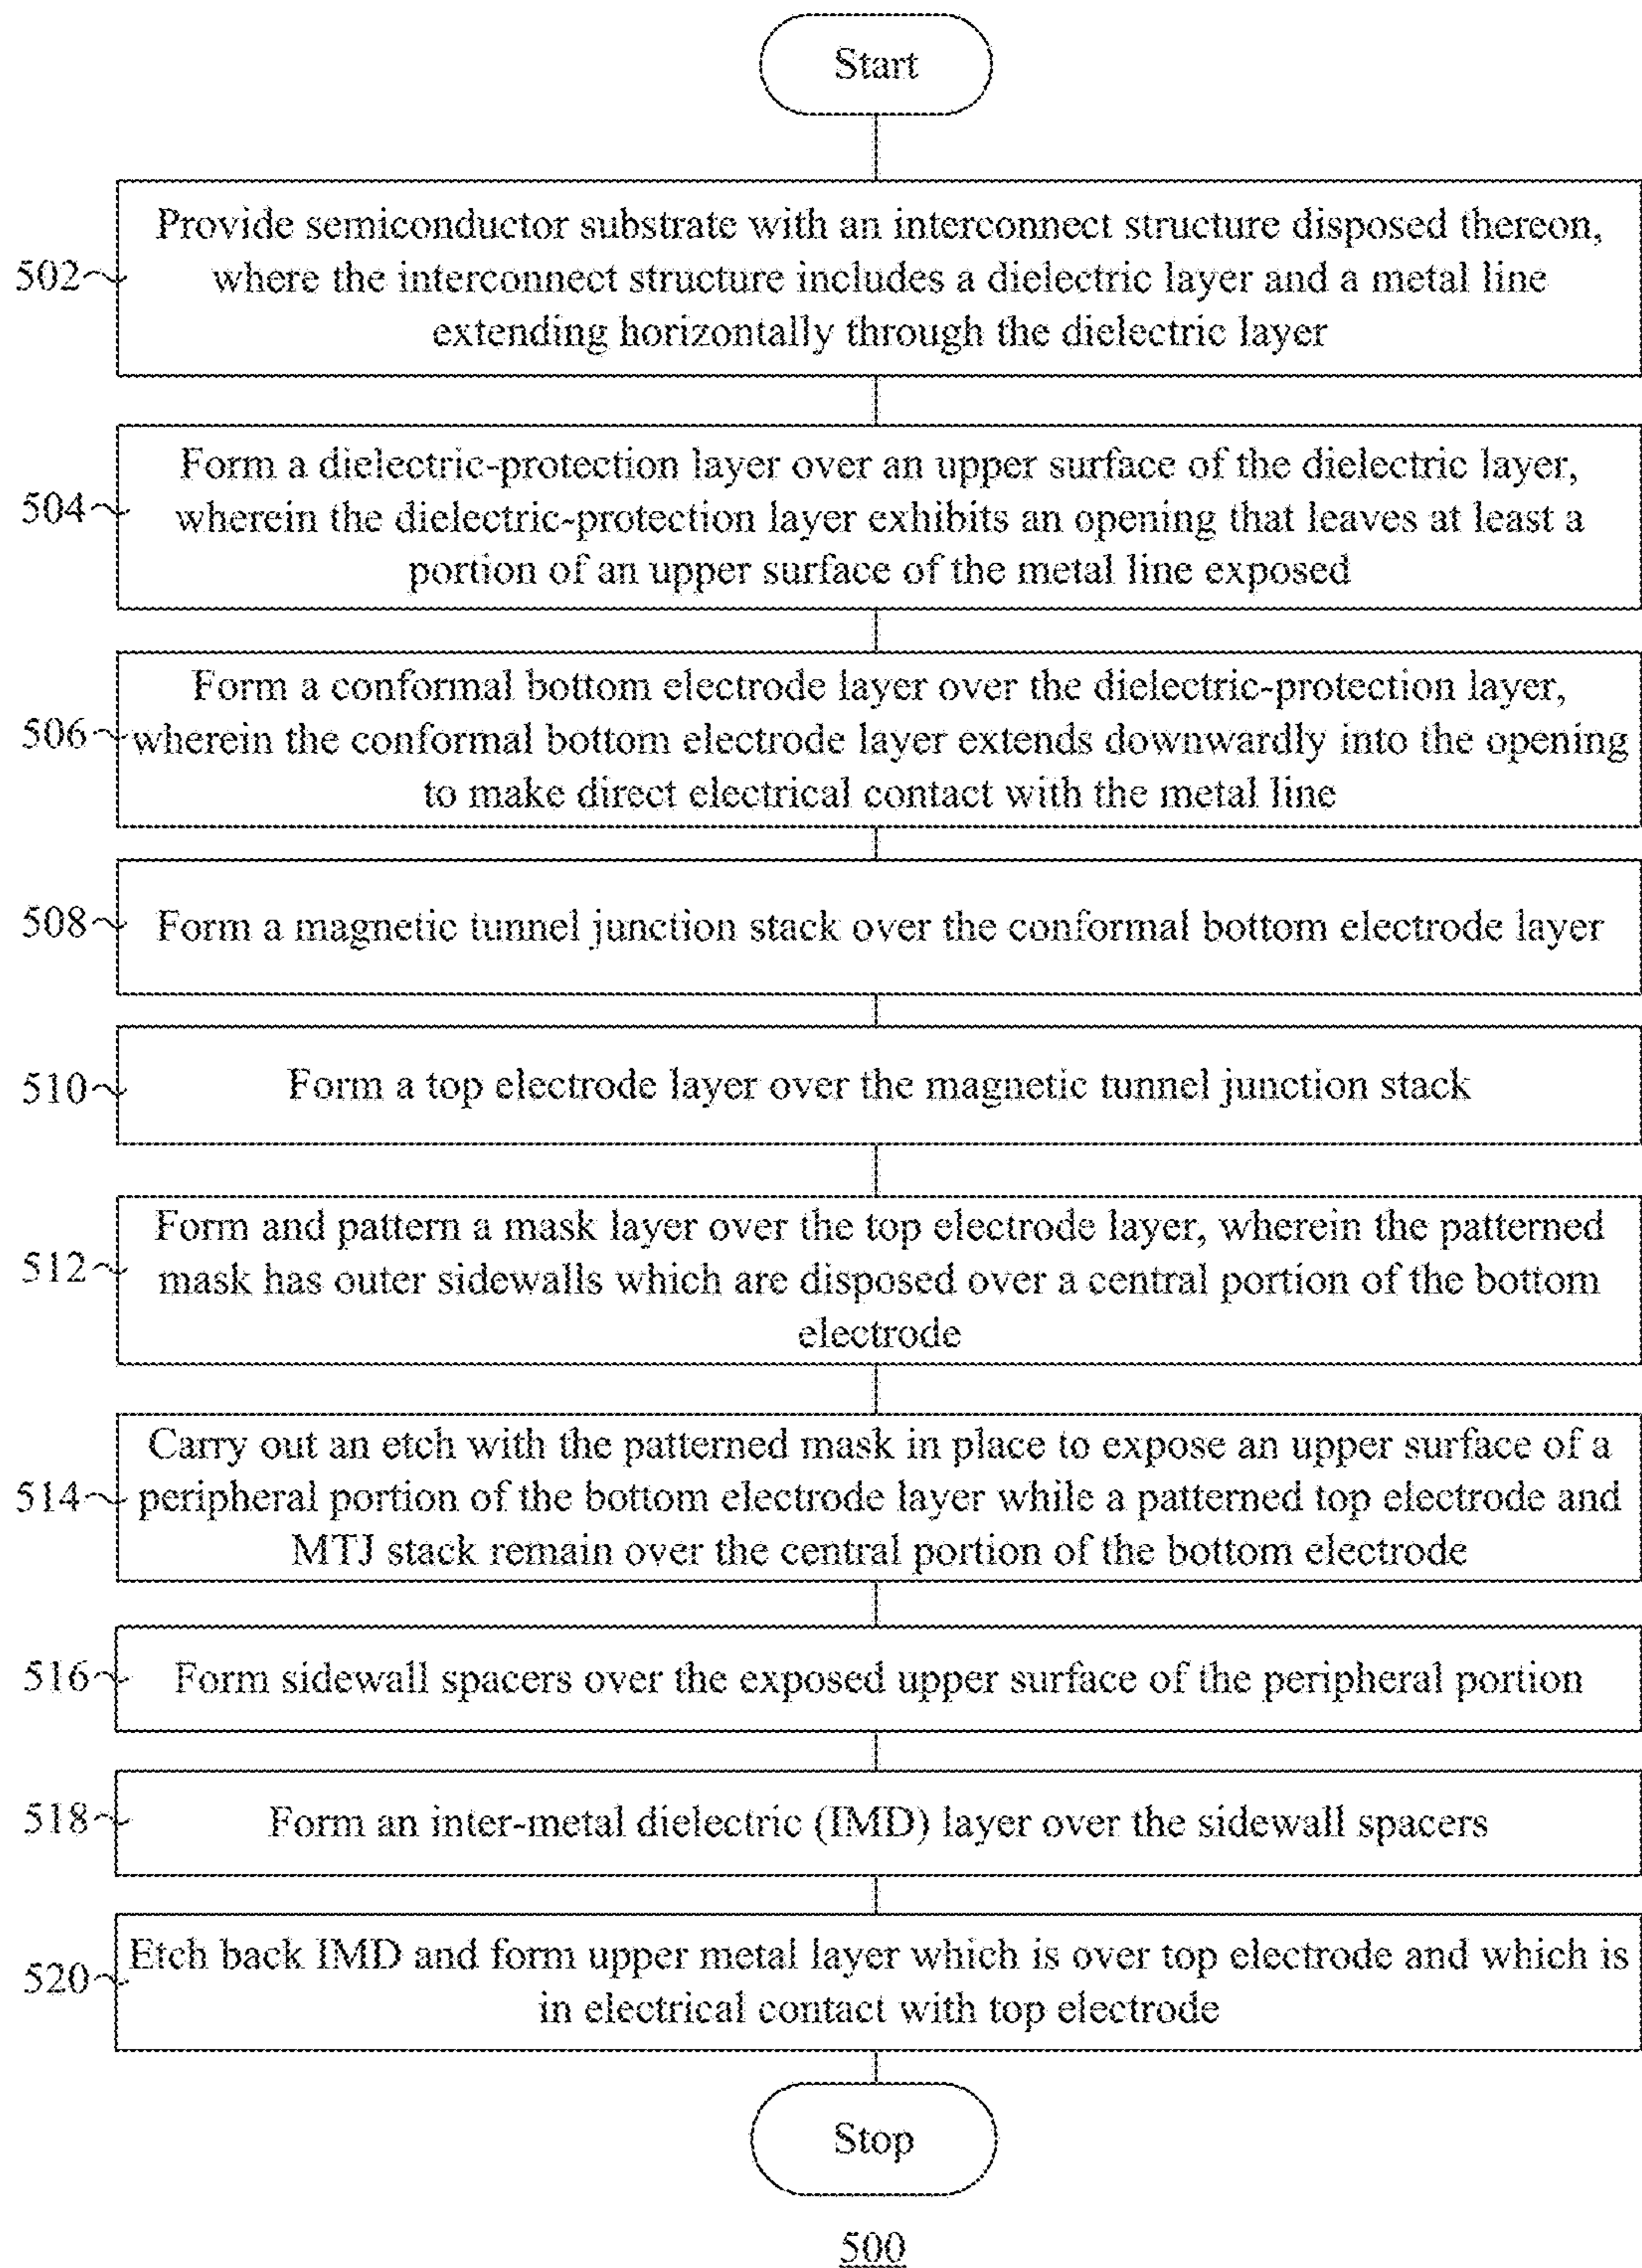 Start
502
Provide semiconductor substrate with an interconnect structure disposed thereon,
where the interconnect structure includes a dielectric layer and a metal line
extending horizontally through the dielectric layer
504
Form a dielectric-protection layer over an upper surface of the dielectric layer,
wherein the dielectric-protection layer exhibits an opening that leaves at least a
portion of an upper surface of the metal line exposed
506
Form a conformal bottom electrode layer over the dielectric-protection layer,
wherein the conformal bottom electrode layer extends downwardly into the opening
to make direct electrical contact with the metal line
508
Form a magnetic tunnel junction stack over the conformal bottom electrode layer
510
Form a top electrode layer over the magnetic tunnel junction stack
512
Form and pattern a mask layer over the top electrode layer, wherein the patterned
mask has outer sidewalls which are disposed over a central portion of the bottom
electrode
514
Carry out an etch with the patterned mask in place to expose an upper surface of a
peripheral portion of the bottom electrode layer while a patterned top electrode and
MTJ stack remain over the central portion of the bottom electrode
516
Form sidewall spacers over the exposed upper surface of the peripheral portion
518
Form an inter-metal dielectric (IMD) layer over the sidewall spacers
520
Etch back IMD and form upper metal layer which is over top electrode and which is
in electrical contact with top electrode
Stop
500